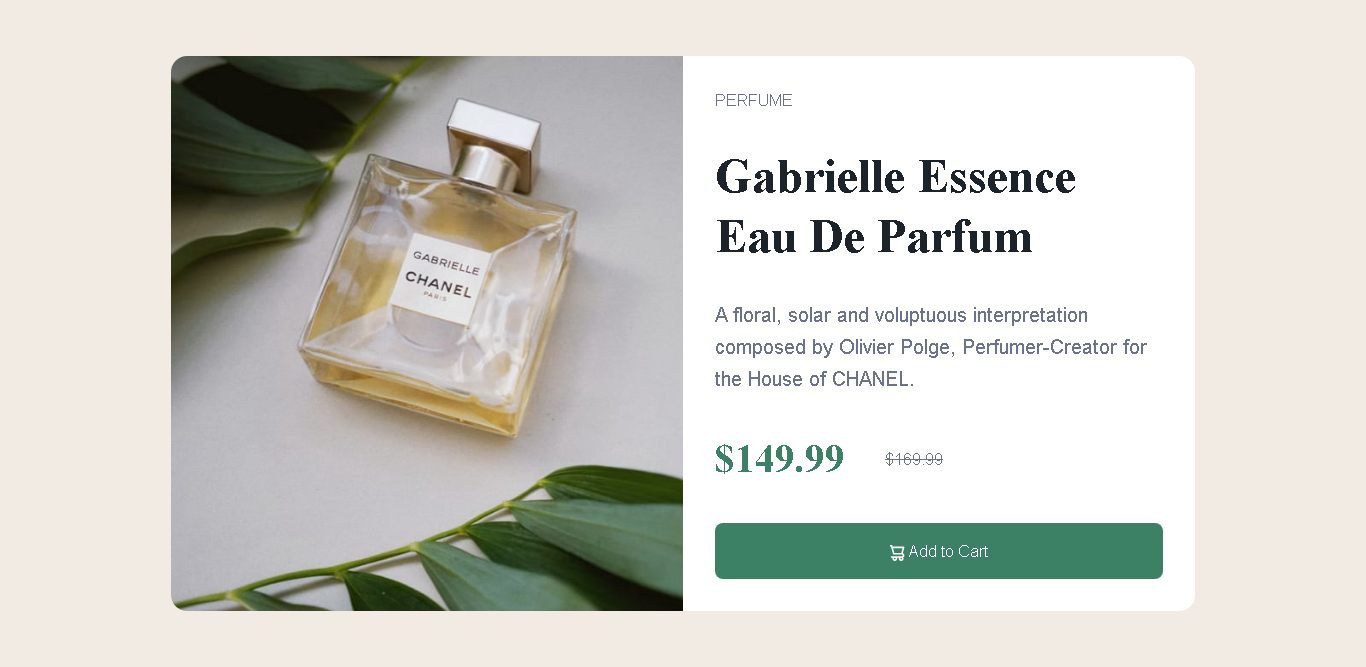 GABRIELLE
CHANEL
PARIS
PERFUME
Gabrielle Essence
Eau De Parfum
A floral, solar and voluptuous interpretation
composed by Olivier Polge, Perfumer-Creator for
the House of CHANEL.
$149.99 $169.99
Add to Cart